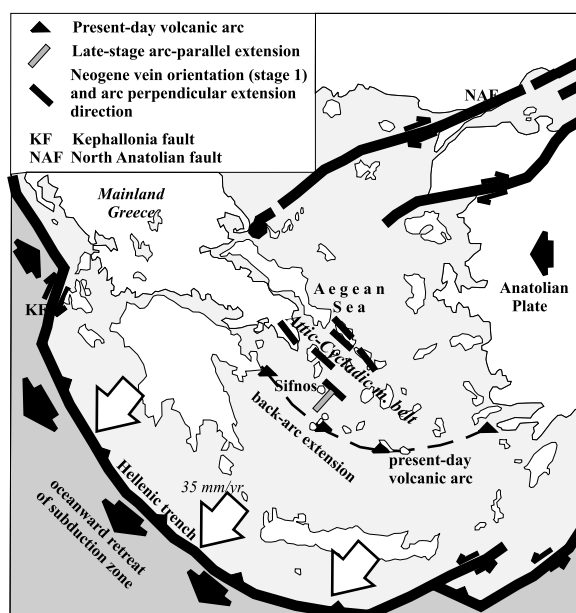 Present-day volcanic arc
Late-stage arc-parallel extension
Neogene vein orientation (stage 1)
and arc perpendicular extension
direction
KF Kephallonia fault
NAF North Anatolian fault
NAF
Mainland
Greece
Anatolian
Plate
Aegean
Sea
KF
Attic-Cycladic-m. belt
Sifnos
back-arc extension
present-day
volcanic arc
Hellenic trench
35 mm/yr
oceanward retreat
of subduction zone